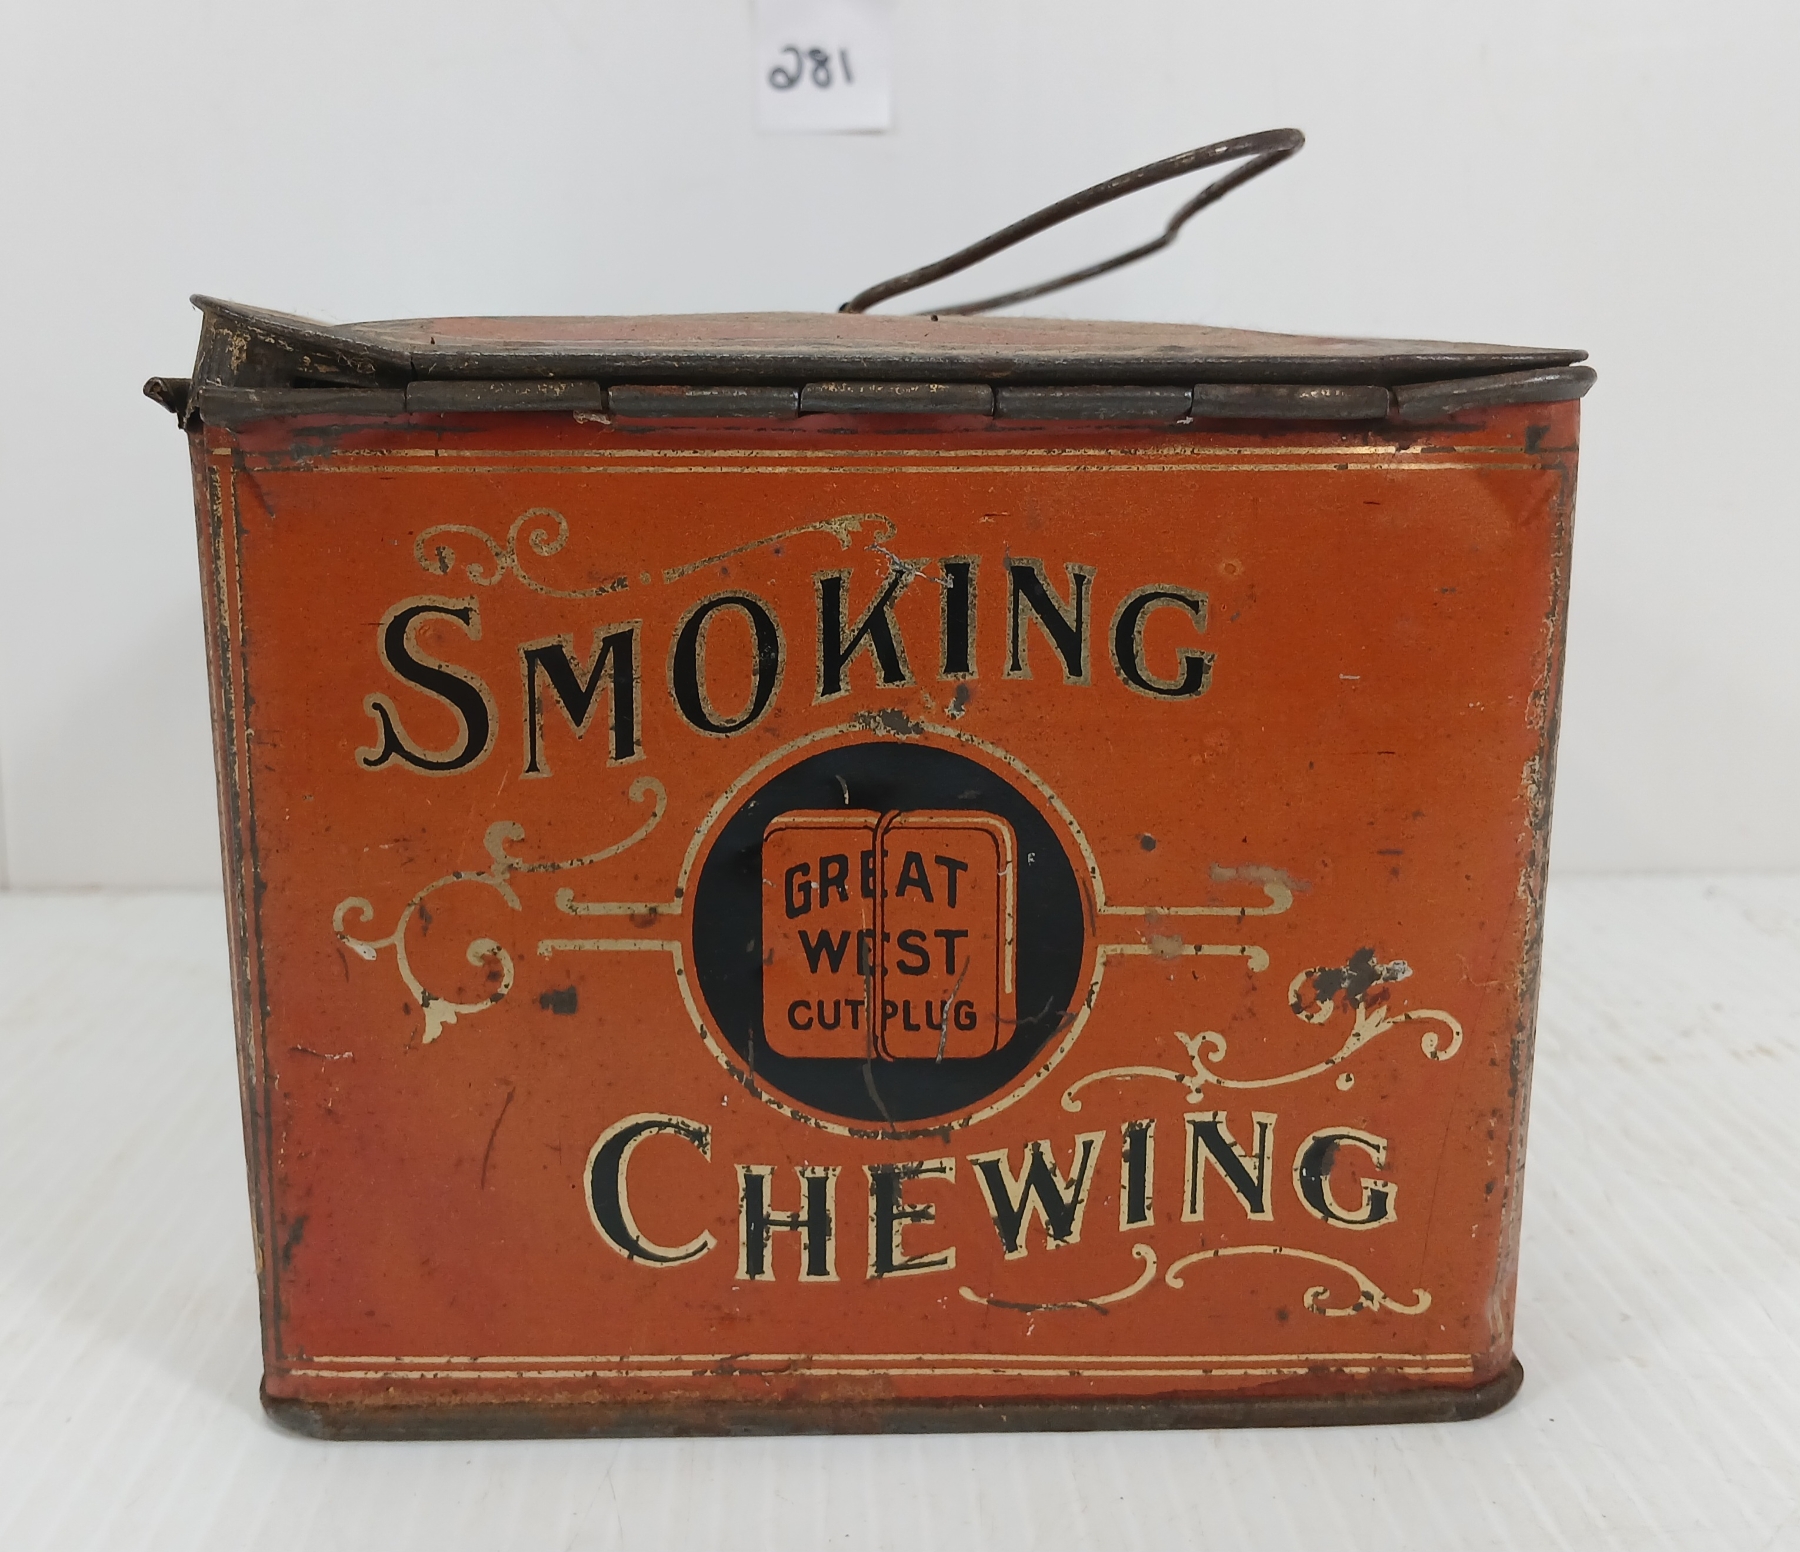 281
SMOKING
GREAT
WEST
CUT PLUG
CHEWING